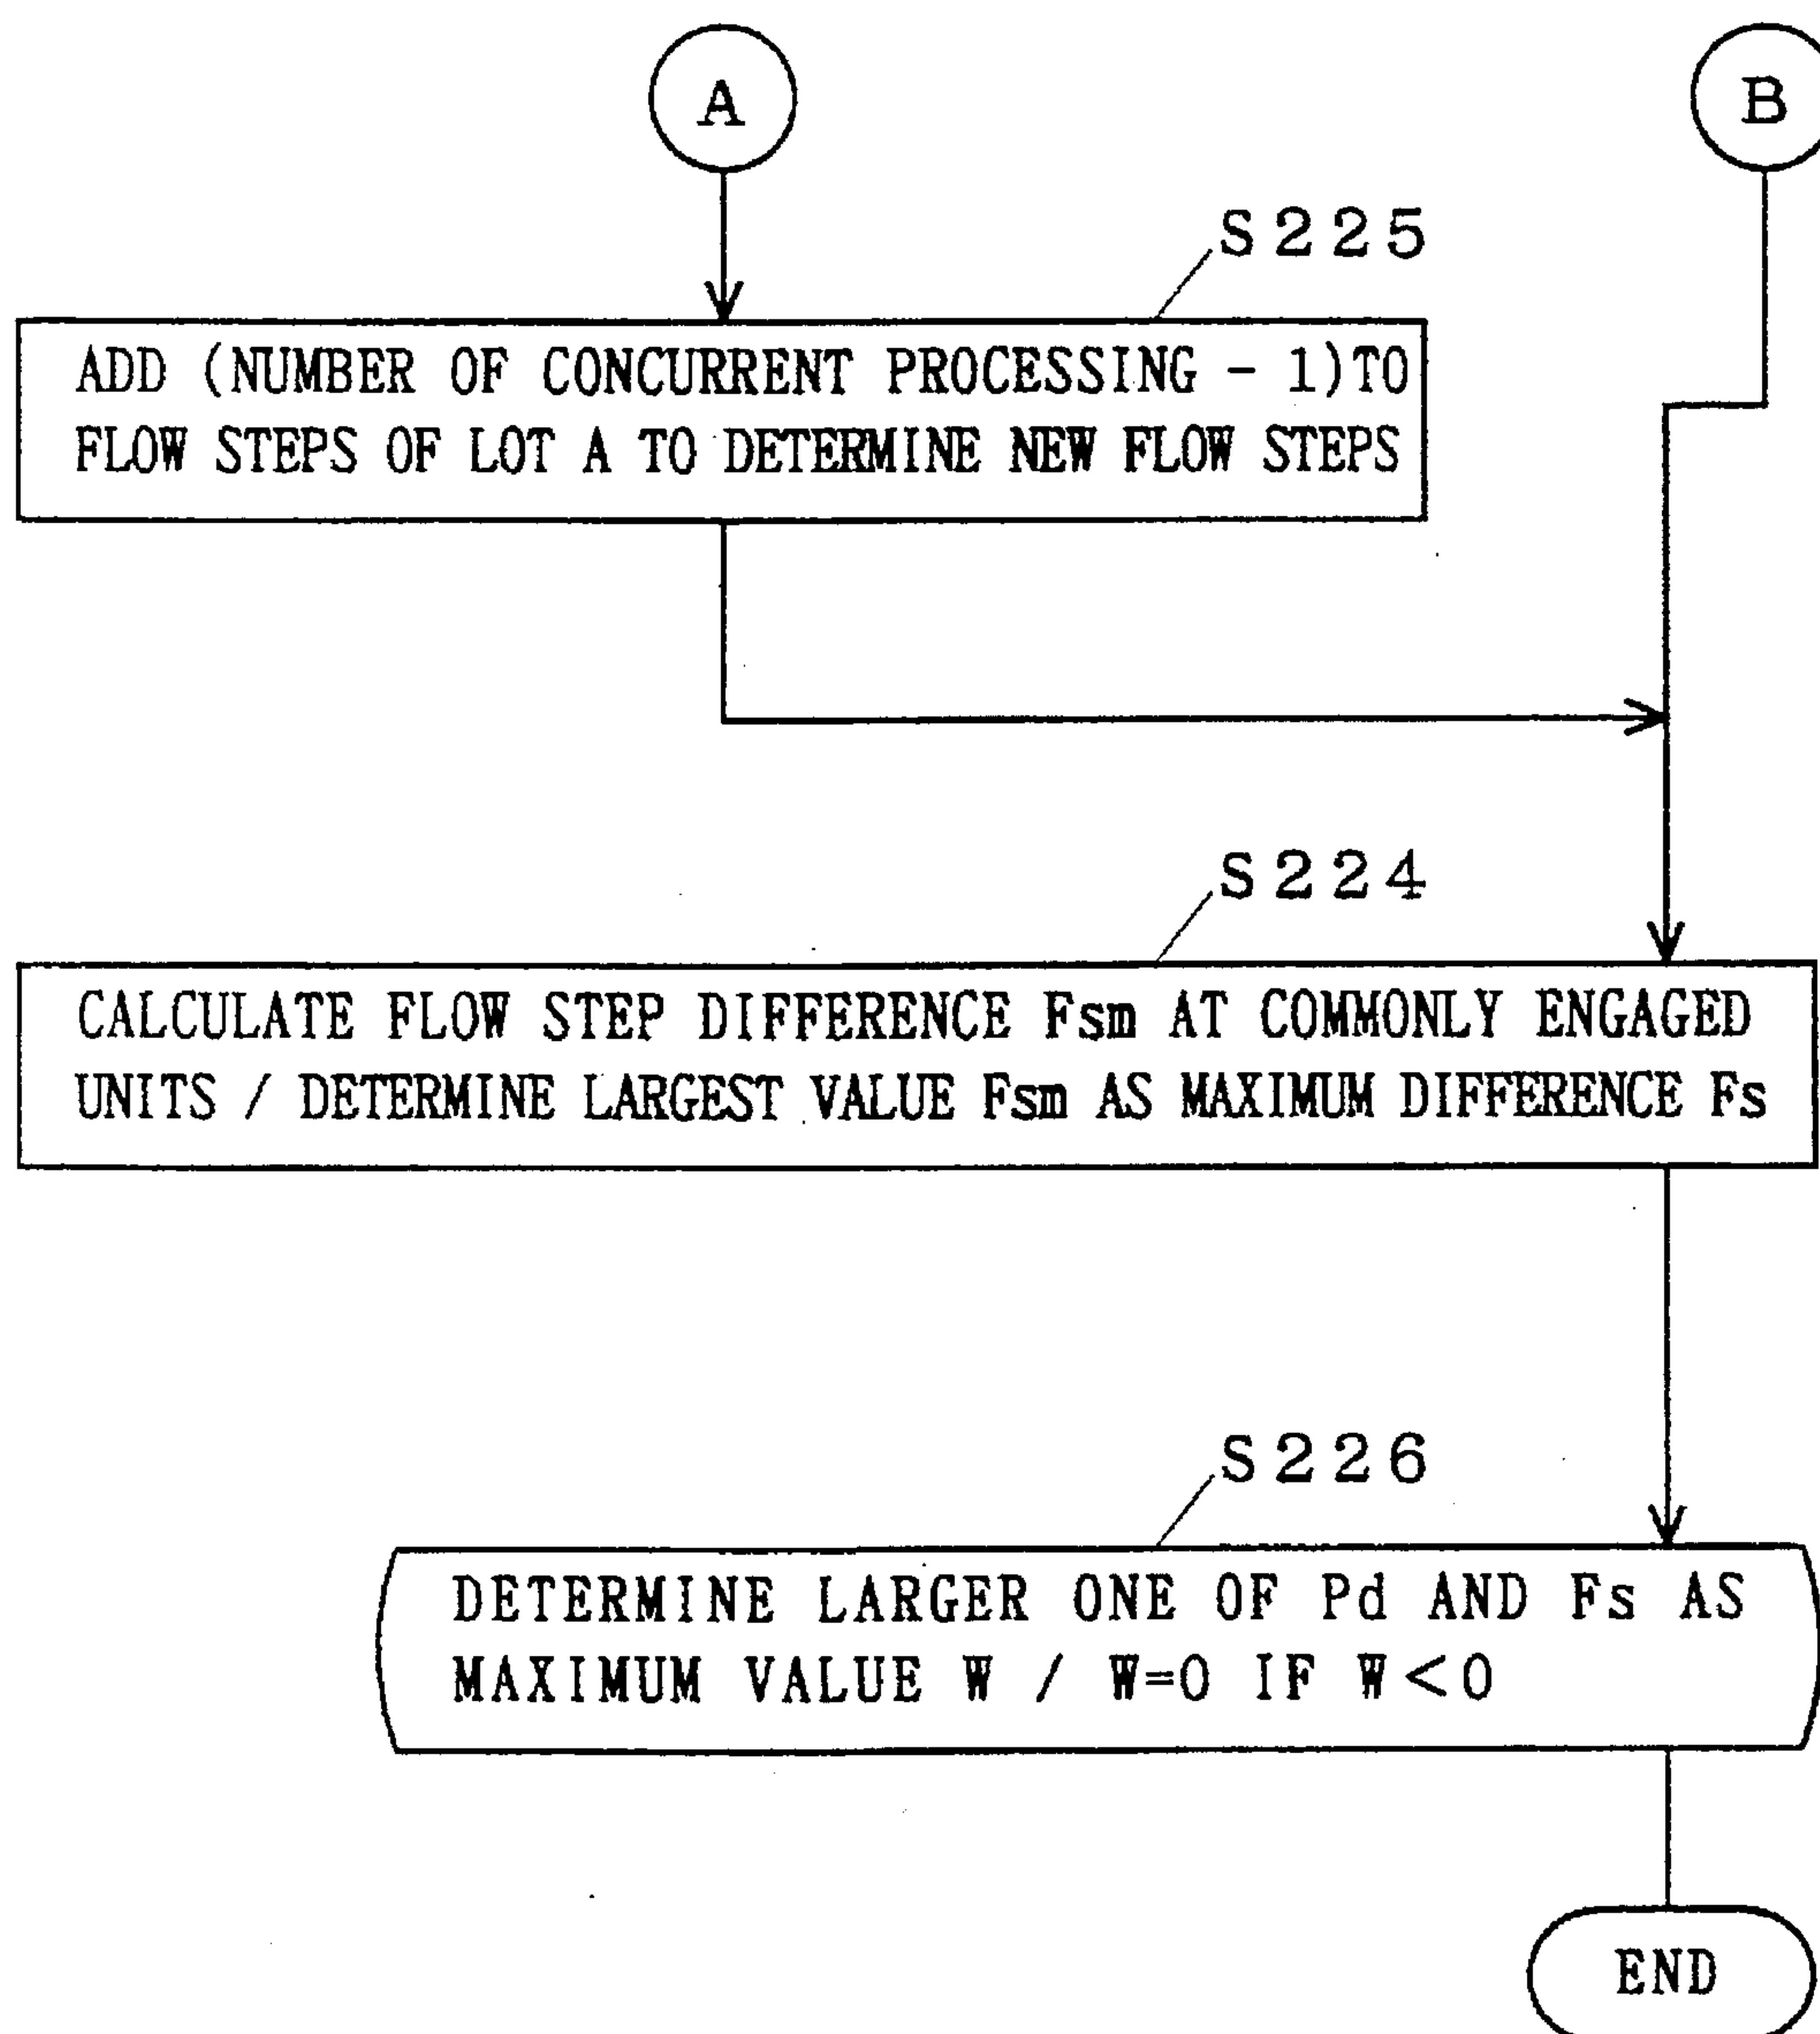 A
B
S225
ADD (NUMBER OF CONCURRENT PROCESSING - 1)TO
FLOW STEPS OF LOT A TO DETERMINE NEW FLOW STEPS
S224
CALCULATE FLOW STEP DIFFERENCE Fsm AT COMMONLY ENGAGED
UNITS / DETERMINE LARGEST VALUE Fsm AS MAXIMUM DIFFERENCE Fs
S226
DETERMINE LARGER ONE OF Pd AND Fs AS
MAXIMUM VALUE W / W=0 IF W<0
END